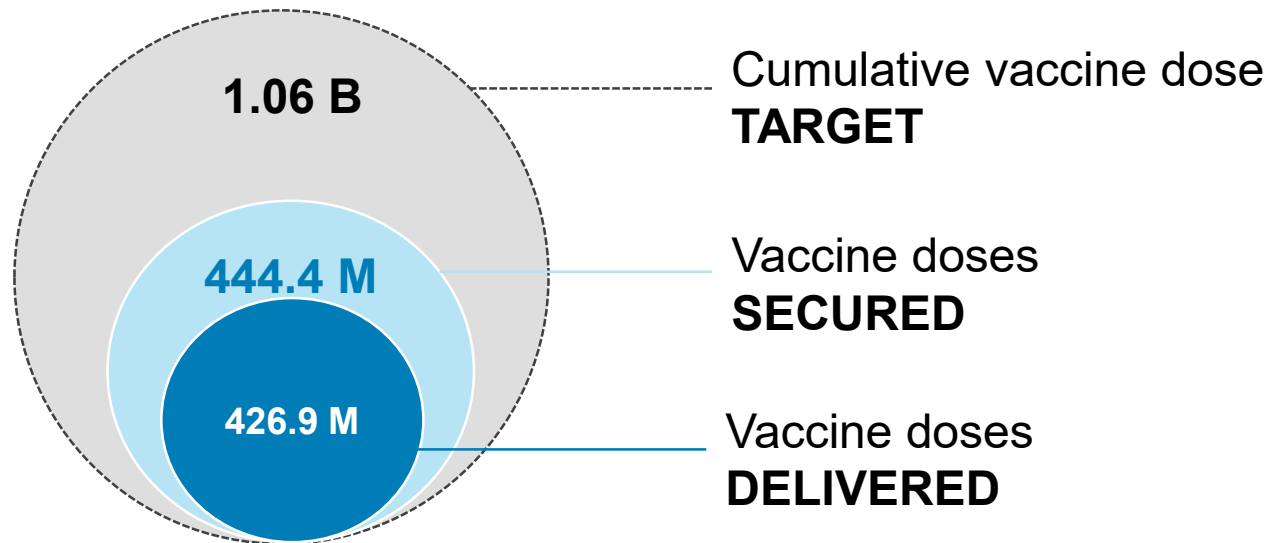 1.06 B
Cumulative vaccine dose
TARGET
444.4 M
Vaccine doses
SECURED
426.9 M
Vaccine doses
DELIVERED